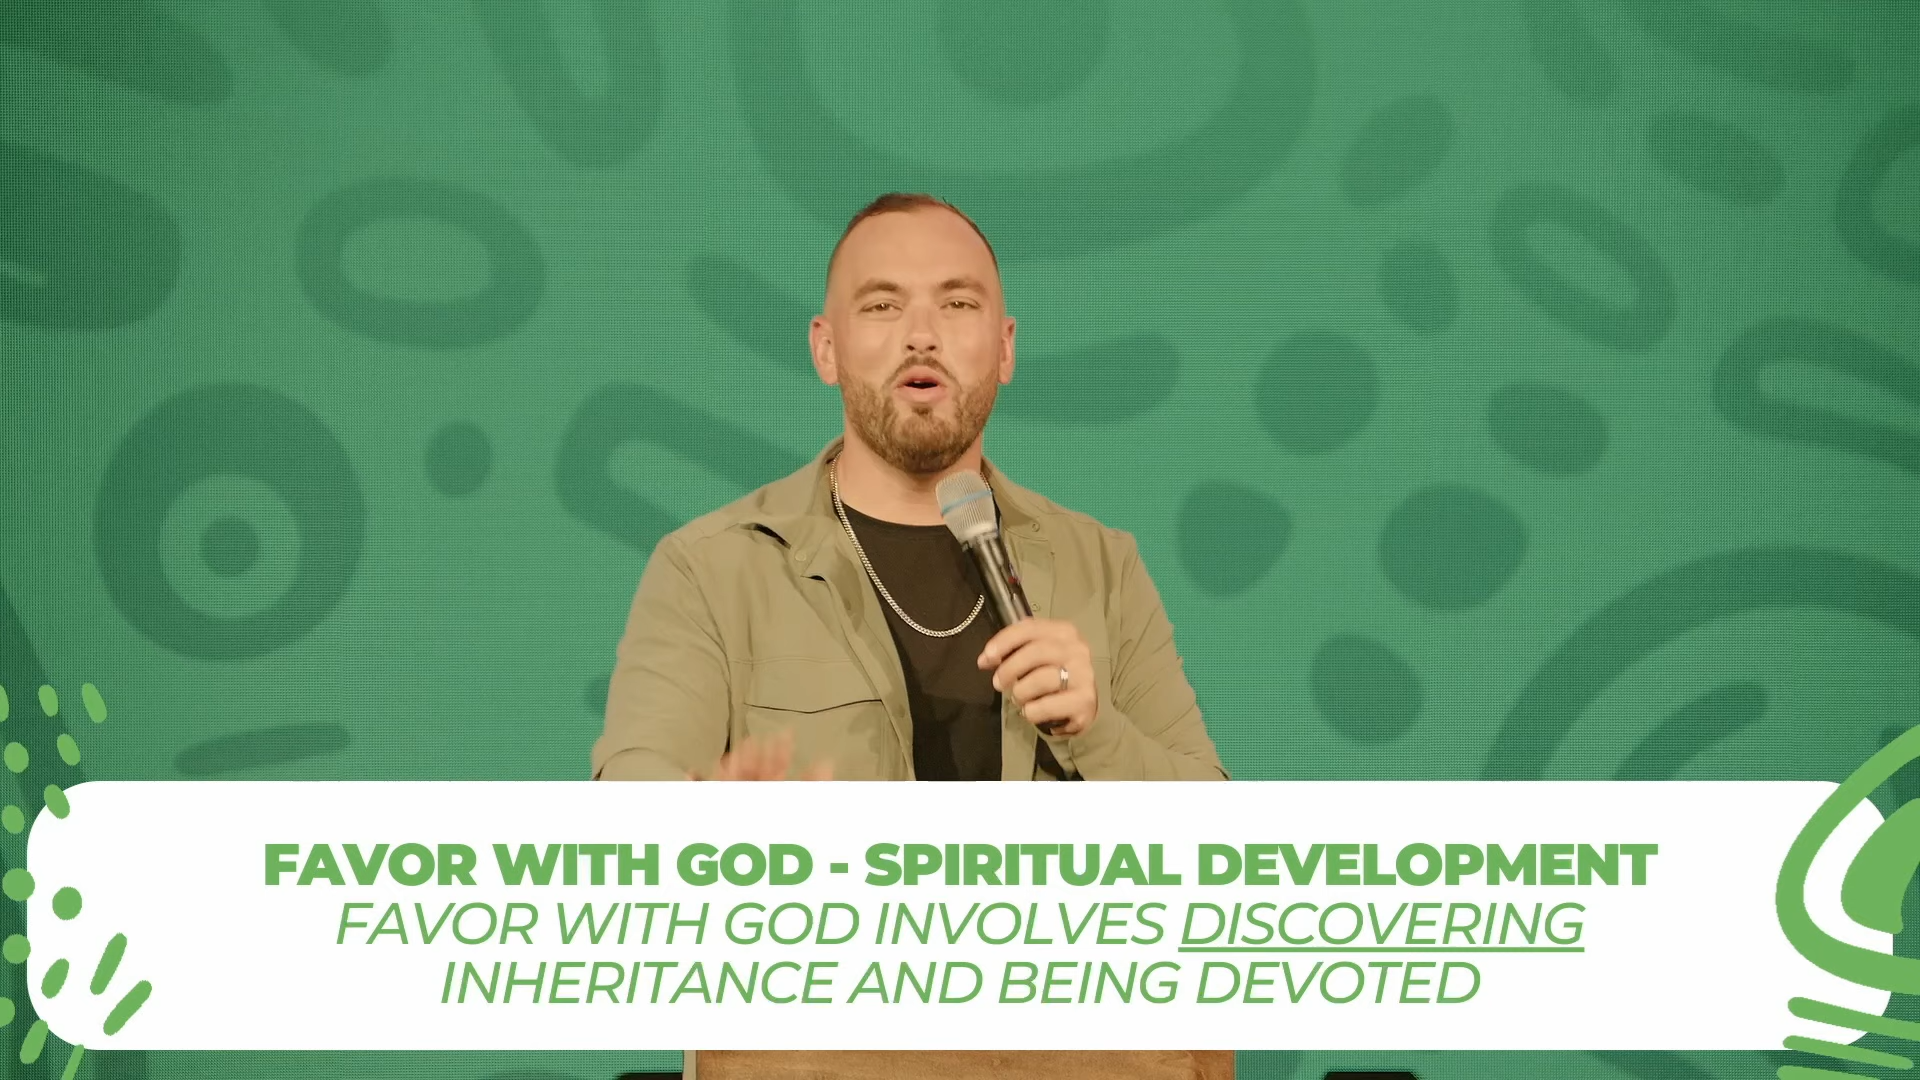 FAVOR WITH GOD - SPIRITUAL DEVELOPMENT
FAVOR WITH GOD INVOLVES DISCOVERING
INHERITANCE AND BEING DEVOTED